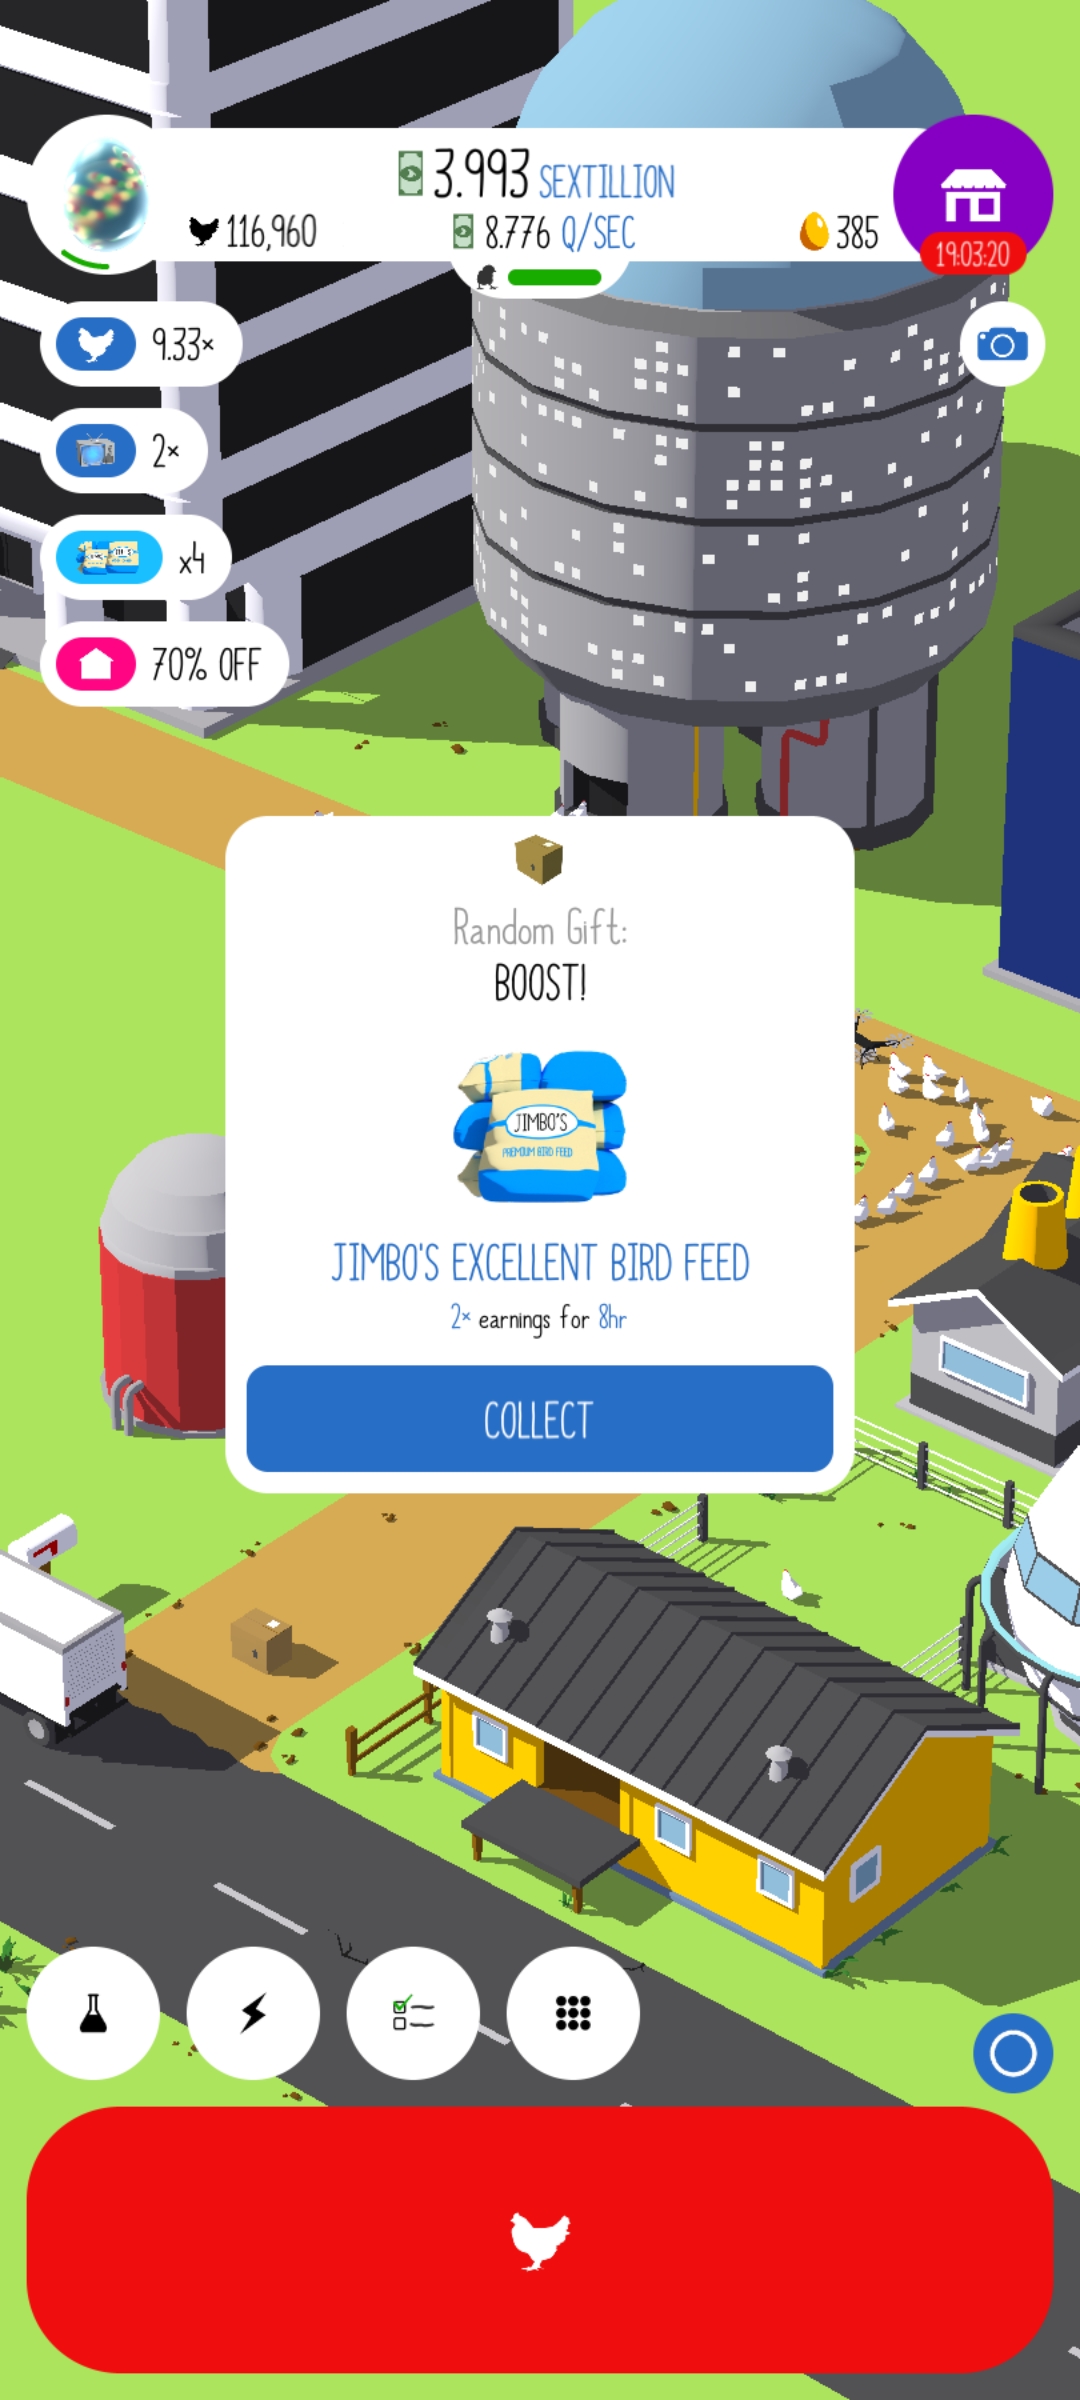 3.993 SEXTILLION
116,960
8.776 Q/SEC
385
19:03:20
9.33×
2×
x4
70% OFF
Random Gift:
BOOST!
JIMBO'S
PREMIUM BIRD FEED
JIMBO'S EXCELLENT BIRD FEED
2× earnings for 8hr
COLLECT